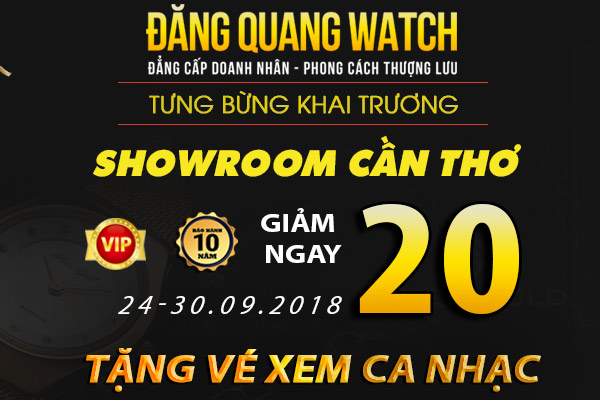 ĐĂNG QUANG WATCH
ĐẲNG CẤP DOANH NHÂN - PHONG CÁCH THƯỢNG LƯU
TƯNG BỪNG KHAI TRƯƠNG
SHOWROOM CẦN THƠ
VIP
BẢO HÀNH
10
NĂM
GIẢM
NGAY
20
24-30.09.2018
TẶNG VÉ XEM CA NHẠC